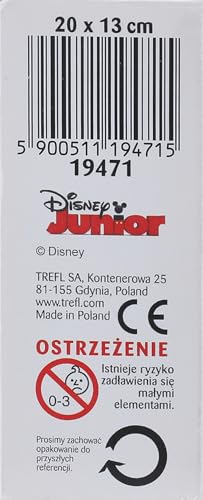 20 x 13 cm
5 900511 194715
19471
Disney
Junior
© Disney
TREFL SA, Kontenerowa 25
81-155 Gdynia, Poland
www.trefl.com
Made in Poland
CE
OSTRZEŻENIE
0-3
Istnieje ryzyko
zadławienia się
małymi
elementami.
Prosimy zachować
opakowanie do
przyszłych
referencji.